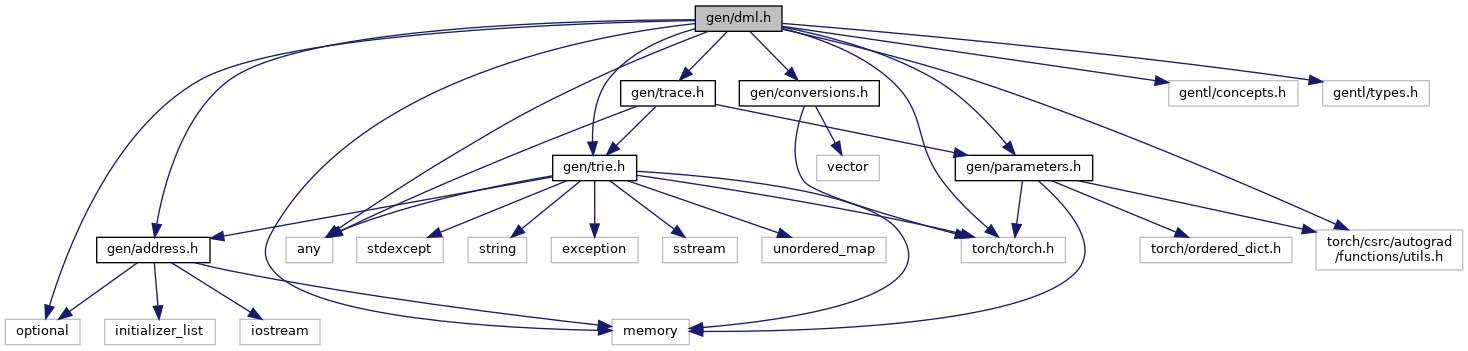 gen/dml.h
gen/trace.h
gen/conversions.h
gentl/concepts.h
gentl/types.h
gen/trie.h
vector
gen/parameters.h
gen/address.h
any
stdexcept
string
exception
sstream
unordered_map
torch/torch.h
torch/ordered_dict.h
torch/csrc/autograd
/functions/utils.h
optional
initializer_list
iostream
memory